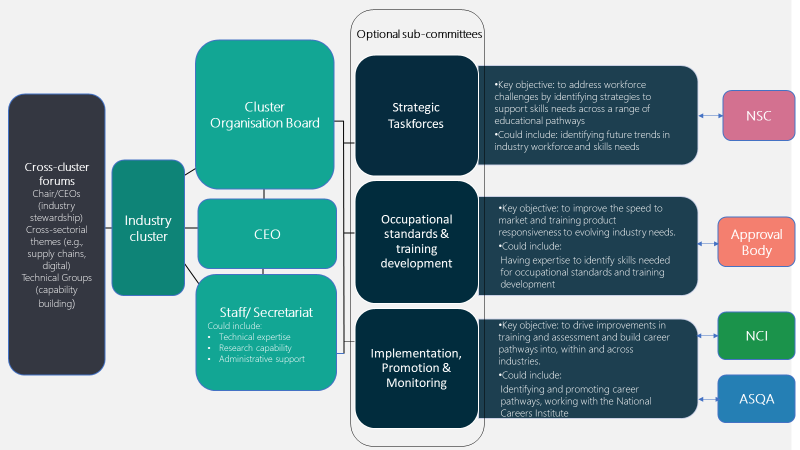 Optional sub-committees
Cross-cluster
forums
Chair/CEOs
(industry
stewardship)
Cross-sectorial
themes (e.g.,
supply chains,
digital)
Technical Groups
(capability
building)
Industry
cluster
Cluster
Organisation Board
CEO
Staff/ Secretariat
Could include:
• Technical expertise
• Research capability
• Administrative support
Strategic
Taskforces
•Key objective: to address workforce
challenges by identifying strategies to
support skills needs across a range of
educational pathways
•Could include: identifying future trends in
industry workforce and skills needs
NSC
Occupational
standards &
training
development
•Key objective: to improve the speed to
market and training product
responsiveness to evolving industry needs.
•Could include:
Having expertise to identify skills needed
for occupational standards and training
development
Approval
Body
Implementation,
Promotion &
Monitoring
•Key objective: to drive improvements in
training and assessment and build career
pathways into, within and across
industries.
•Could include:
Identifying and promoting career
pathways, working with the National
Careers Institute
NCI
ASQA